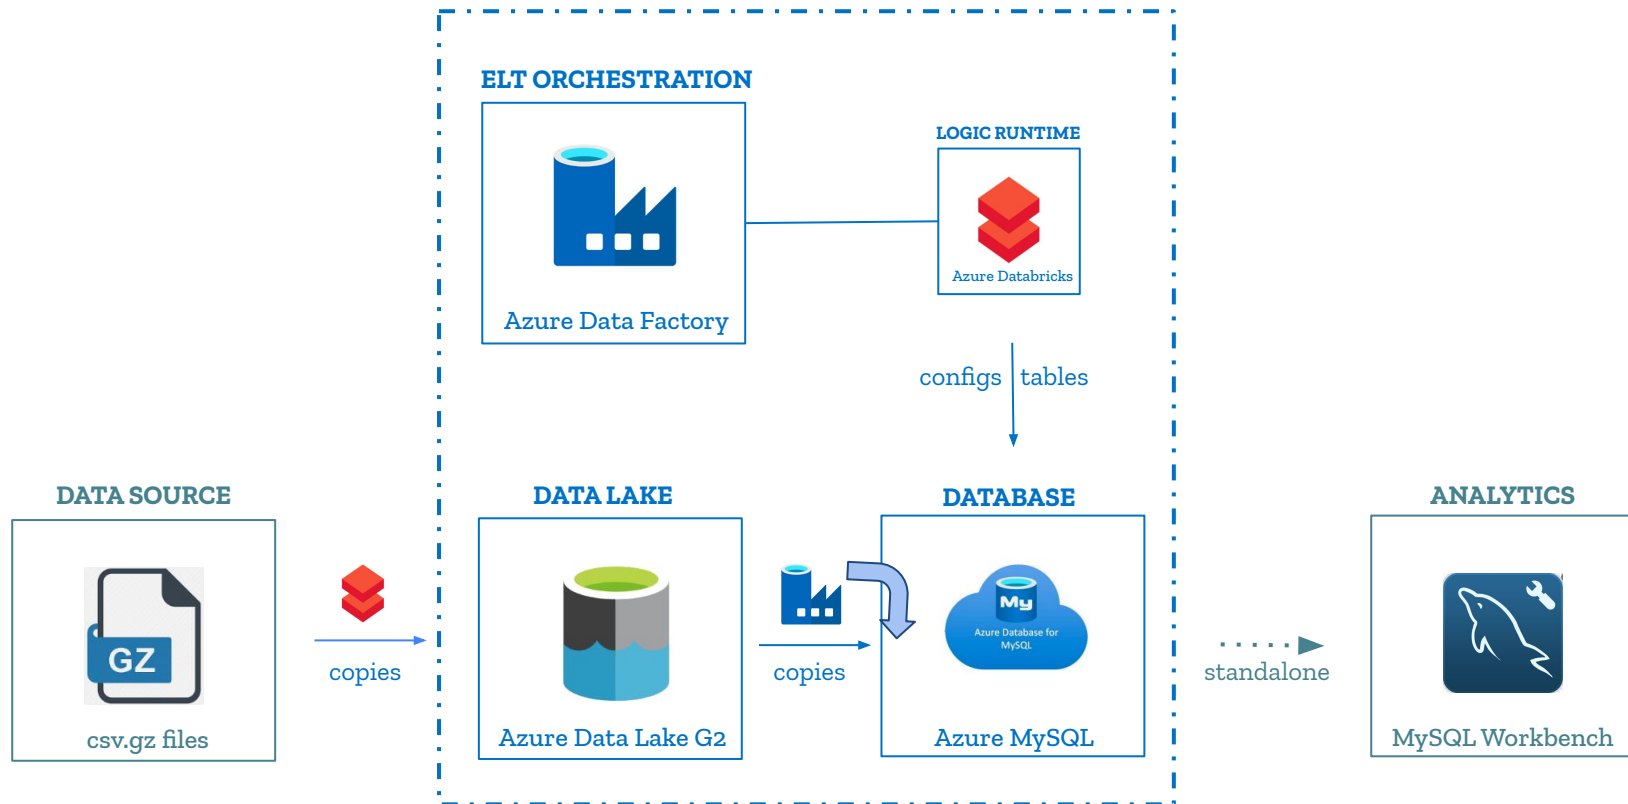 ELT ORCHESTRATION
LOGIC RUNTIME
Azure Databricks
Azure Data Factory
configs tables
DATA SOURCE
DATA LAKE
DATABASE
ANALYTICS
GZ
My
Azure Database for
MySQL
copies
copies
standalone
csv.gz files
Azure Data Lake G2
Azure MySQL
MySQL Workbench